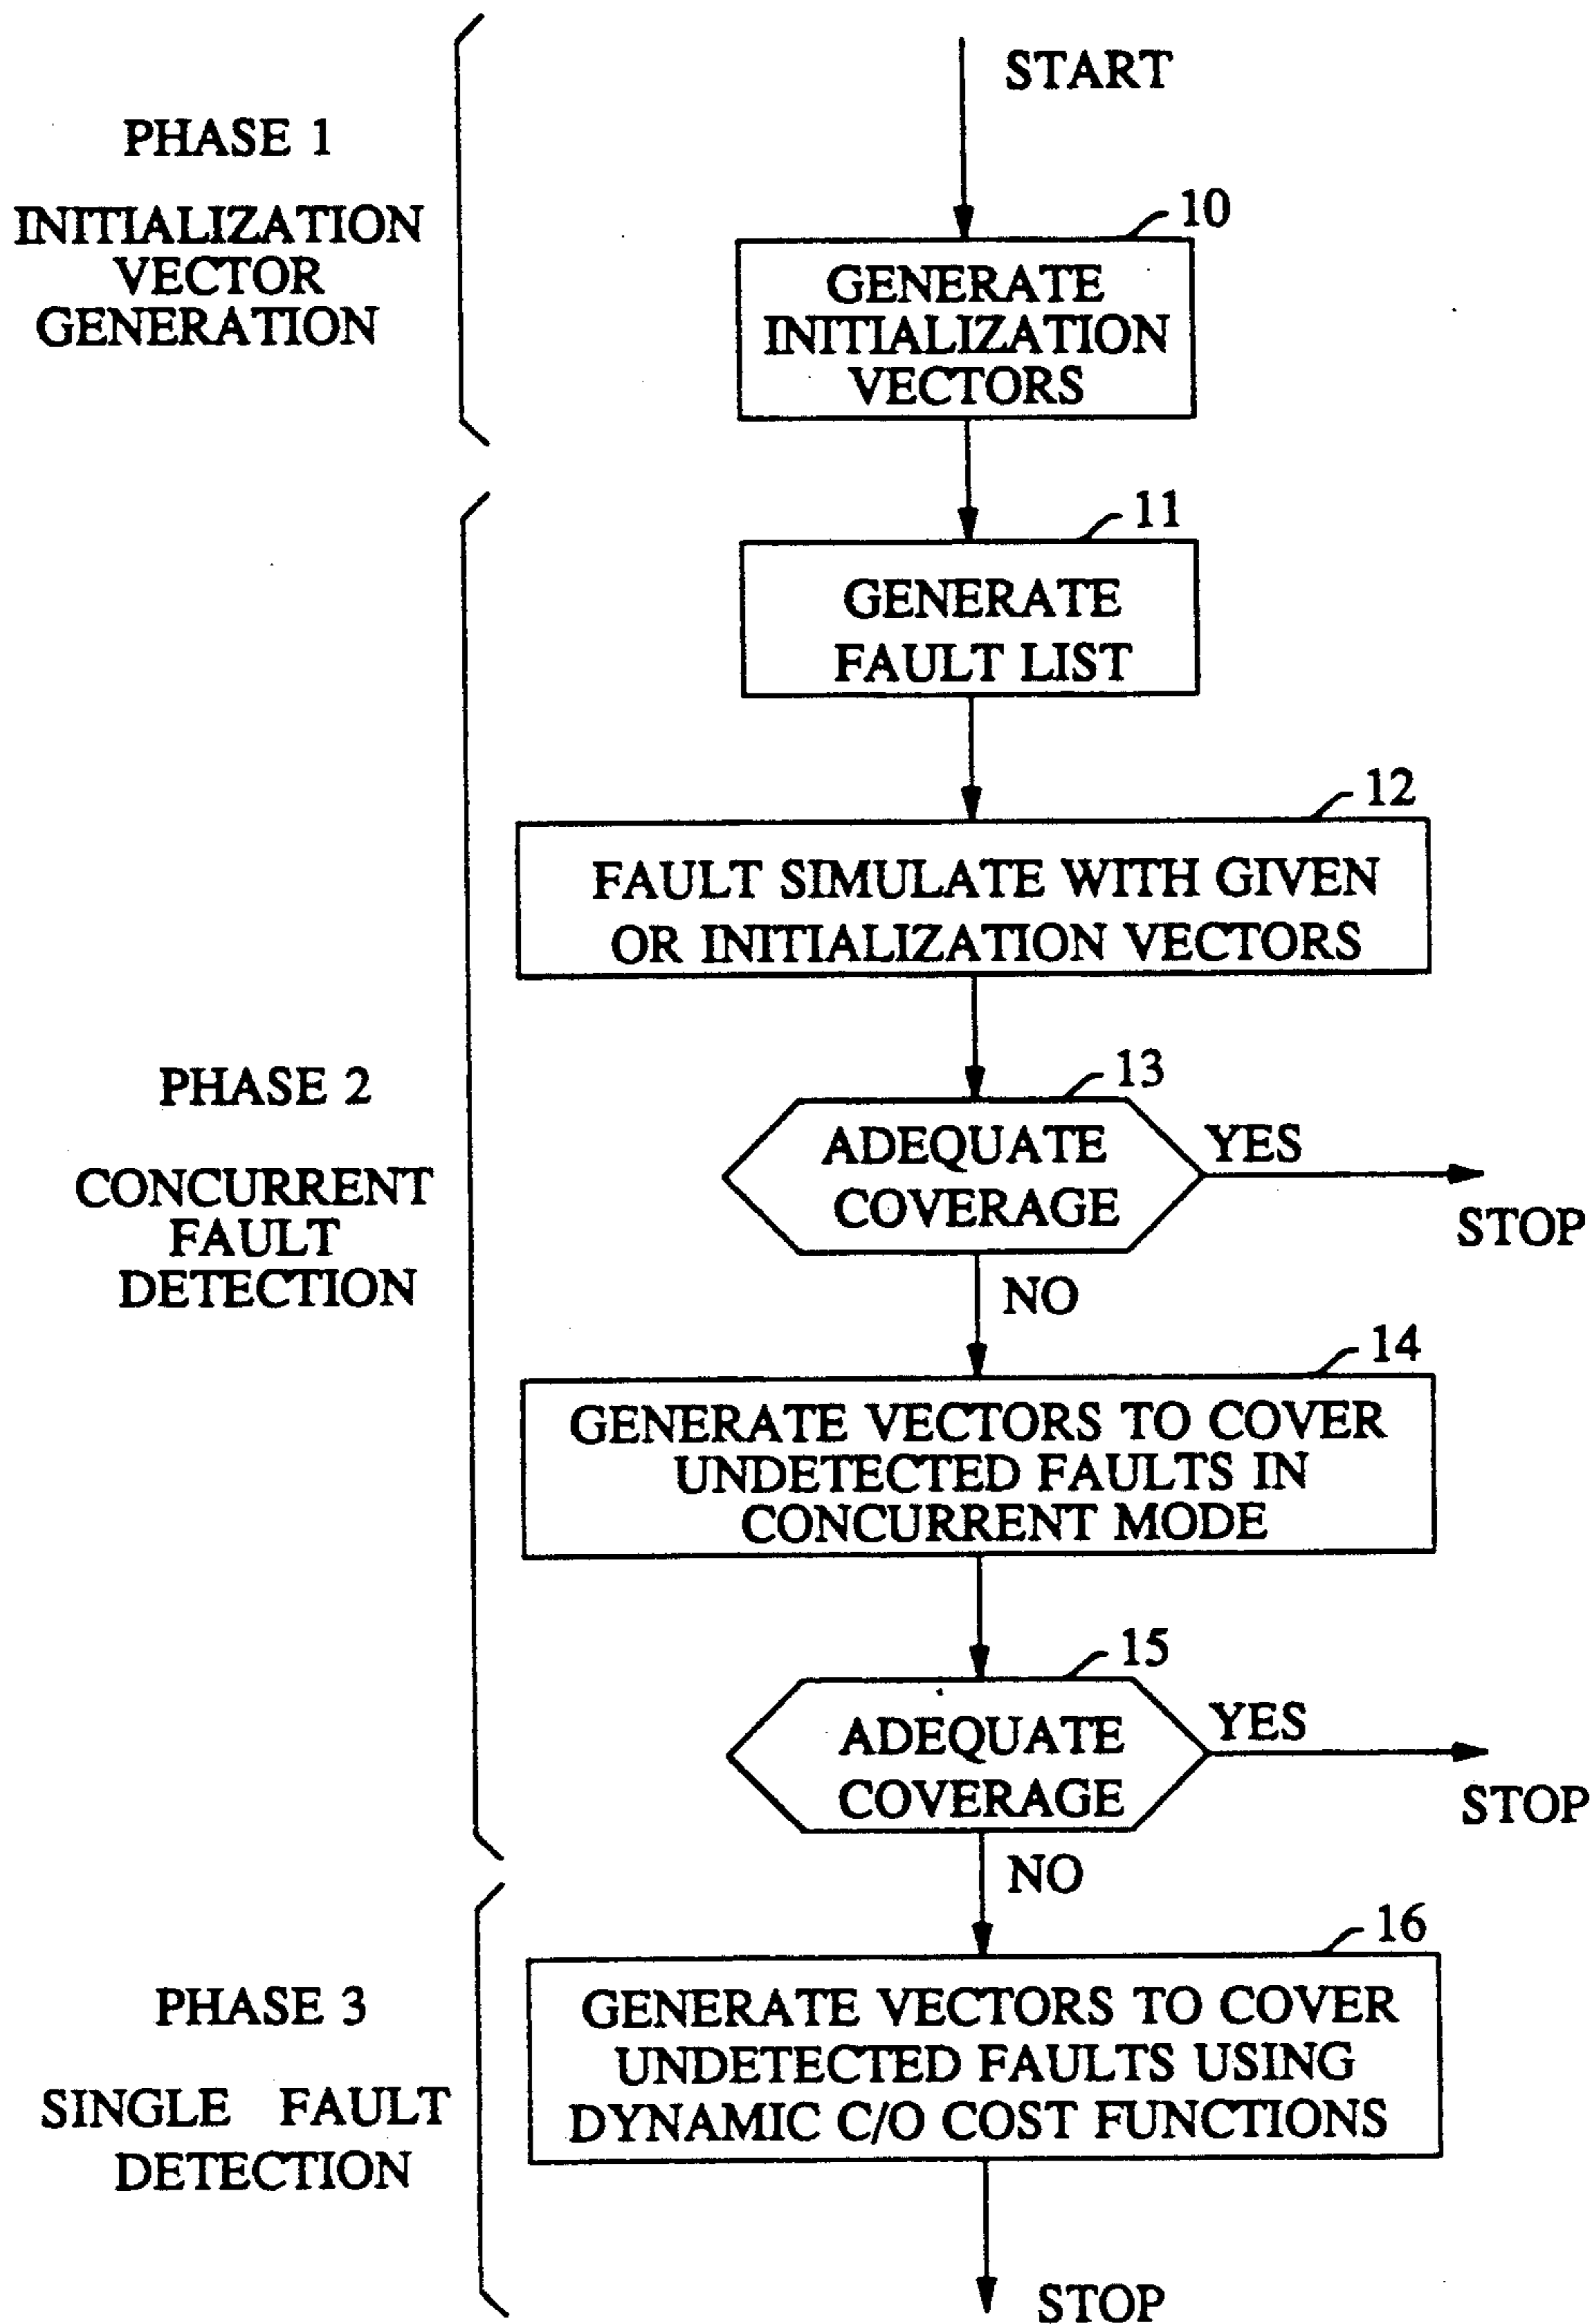 START
PHASE 1
INITIALIZATION
VECTOR
GENERATION
10
GENERATE
INITIALIZATION
VECTORS
11
GENERATE
FAULT LIST
12
FAULT SIMULATE WITH GIVEN
OR INITIALIZATION VECTORS
PHASE 2
CONCURRENT
FAULT
DETECTION
13
ADEQUATE
COVERAGE
YES
STOP
NO
14
GENERATE VECTORS TO COVER
UNDETECTED FAULTS IN
CONCURRENT MODE
15
ADEQUATE
COVERAGE
YES
STOP
NO
PHASE 3
SINGLE FAULT
DETECTION
16
GENERATE VECTORS TO COVER
UNDETECTED FAULTS USING
DYNAMIC C/O COST FUNCTIONS
STOP